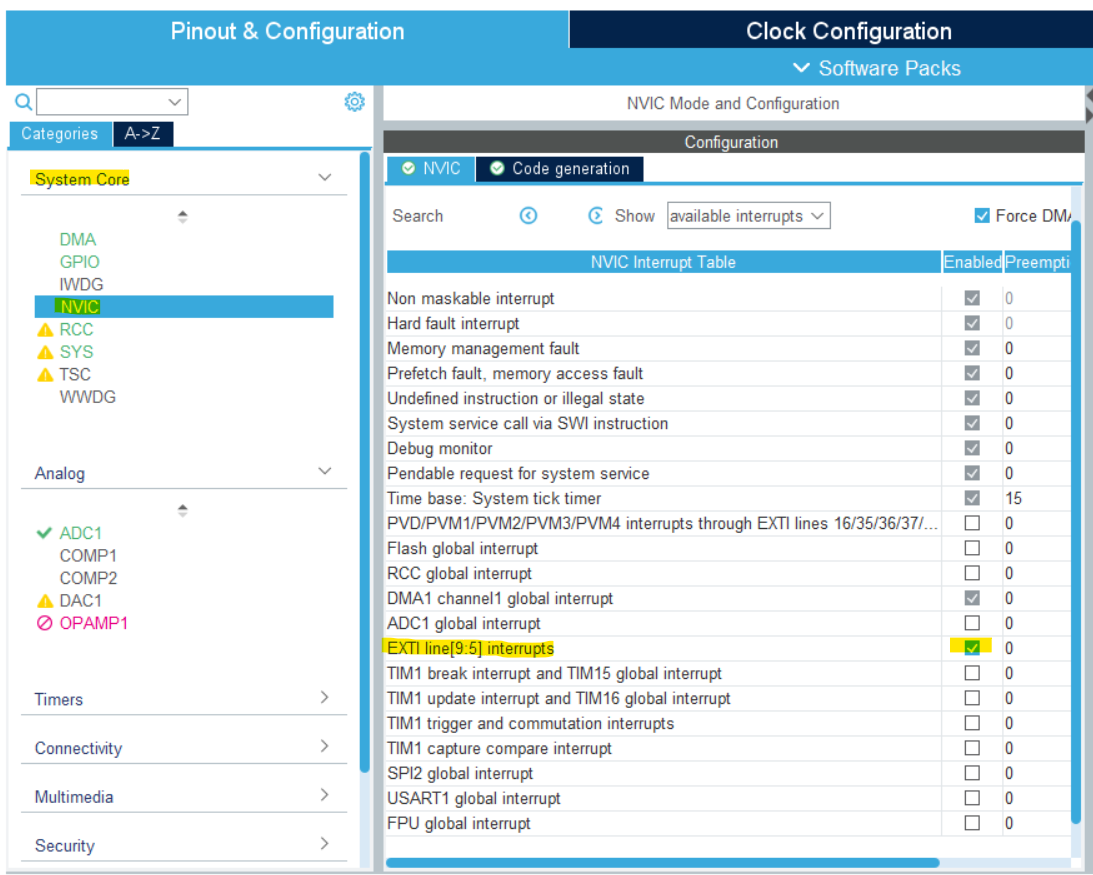 Pinout & Configuration
Clock Configuration
Software Packs
Categories
A->Z
System Core
DMA
GPIO
IWDG
NVIC
RCC
SYS
TSC
WWDG
Analog
ADC1
COMP1
COMP2
DAC1
OPAMP1
Timers
Connectivity
Multimedia
Security
NVIC Mode and Configuration
Configuration
NVIC
Code generation
Search
Show
available interrupts
Force DMA
NVIC Interrupt Table Enabled Preempti
Non maskable interrupt 0
Hard fault interrupt 0
Memory management fault 0
Prefetch fault, memory access fault 0
Undefined instruction or illegal state 0
System service call via SWI instruction 0
Debug monitor 0
Pendable request for system service 0
Time base: System tick timer 15
PVD/PVM1/PVM2/PVM3/PVM4 interrupts through EXTI lines 16/35/36/37/... 0
Flash global interrupt 0
RCC global interrupt 0
DMA1 channel1 global interrupt 0
ADC1 global interrupt 0
EXTI line[9:5] interrupts 0
TIM1 break interrupt and TIM15 global interrupt 0
TIM1 update interrupt and TIM16 global interrupt 0
TIM1 trigger and commutation interrupts 0
TIM1 capture compare interrupt 0
SPI2 global interrupt 0
USART1 global interrupt 0
FPU global interrupt 0